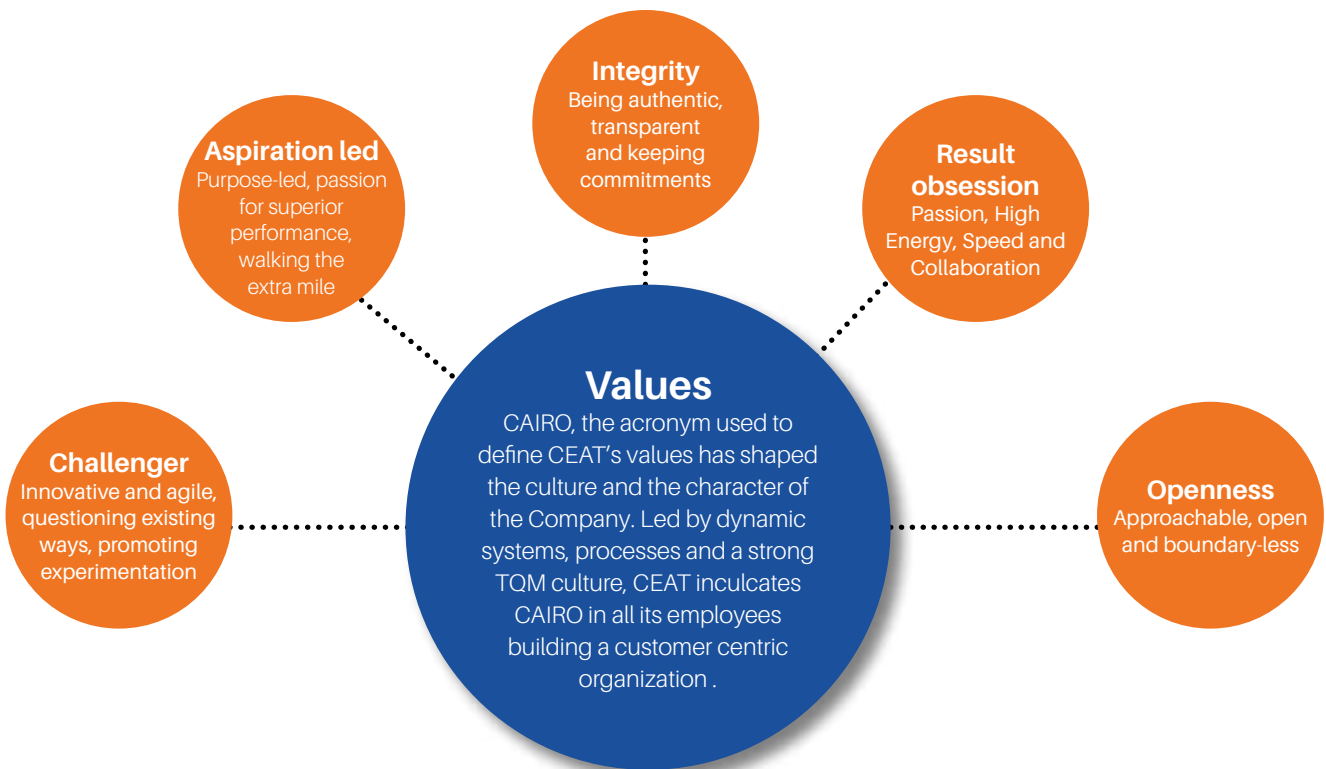 Integrity
Being authentic,
transparent
and keeping
commitments
Aspiration led
Purpose-led, passion
for superior
performance,
walking the
extra mile
Result
obsession
Passion, High
Energy, Speed and
Collaboration
Values
CAIRO, the acronym used to
define CEAT’s values has shaped
the culture and the character of
the Company. Led by dynamic
systems, processes and a strong
TQM culture, CEAT inculcates
CAIRO in all its employees
building a customer centric
organization .
Challenger
Innovative and agile,
questioning existing
ways, promoting
experimentation
Openness
Approachable, open
and boundary-less